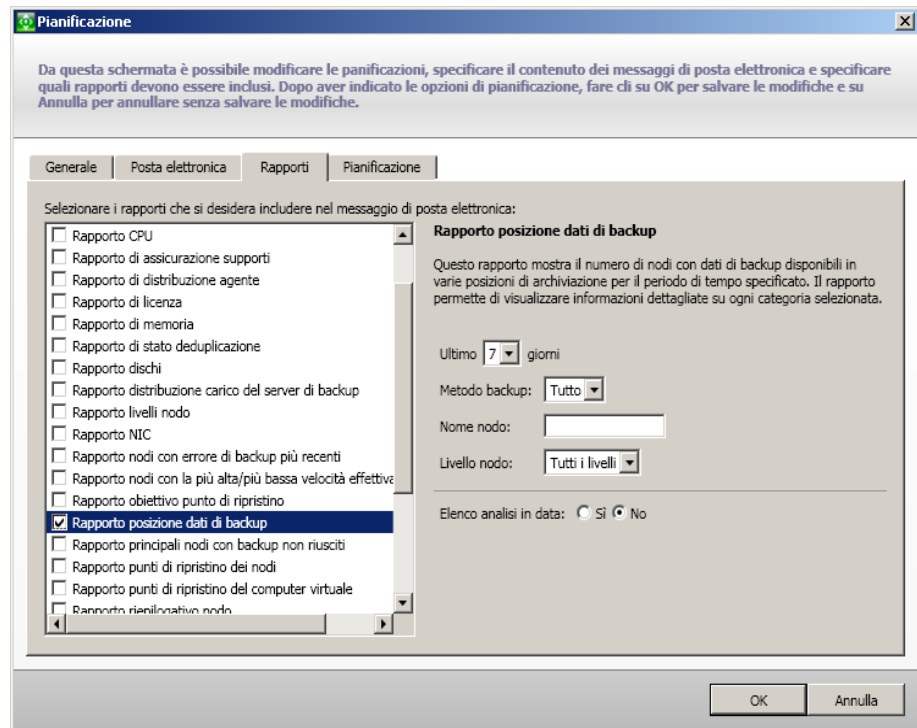 Pianificazione
Da questa schermata è possibile modificare le panificazioni, specificare il contenuto dei messaggi di posta elettronica e specificare
quali rapporti devono essere inclusi. Dopo aver indicato le opzioni di pianificazione, fare cli su OK per salvare le modifiche e su
Annulla per annullare senza salvare le modifiche.
Generale
Posta elettronica
Rapporti
Pianificazione
Selezionare i rapporti che si desidera includere nel messaggio di posta elettronica:
Rapporto CPU
Rapporto di assicurazione supporti
Rapporto di distribuzione agente
Rapporto di licenza
Rapporto di memoria
Rapporto di stato deduplicazione
Rapporto dischi
Rapporto distribuzione carico del server di backup
Rapporto livelli nodo
Rapporto NIC
Rapporto nodi con errore di backup più recenti
Rapporto nodi con la più alta/più bassa velocità effettiva
Rapporto obiettivo punto di ripristino
Rapporto posizione dati di backup
Rapporto principali nodi con backup non riusciti
Rapporto punti di ripristino dei nodi
Rapporto punti di ripristino del computer virtuale
Rapporto riepilogativo nodo
Rapporto posizione dati di backup
Questo rapporto mostra il numero di nodi con dati di backup disponibili in
varie posizioni di archiviazione per il periodo di tempo specificato. Il rapporto
permette di visualizzare informazioni dettagliate su ogni categoria selezionata.
Ultimo 7 giorni
Metodo backup: Tutto
Nome nodo:
Livello nodo: Tutti i livelli
Elenco analisi in data: Sì No
OK
Annulla